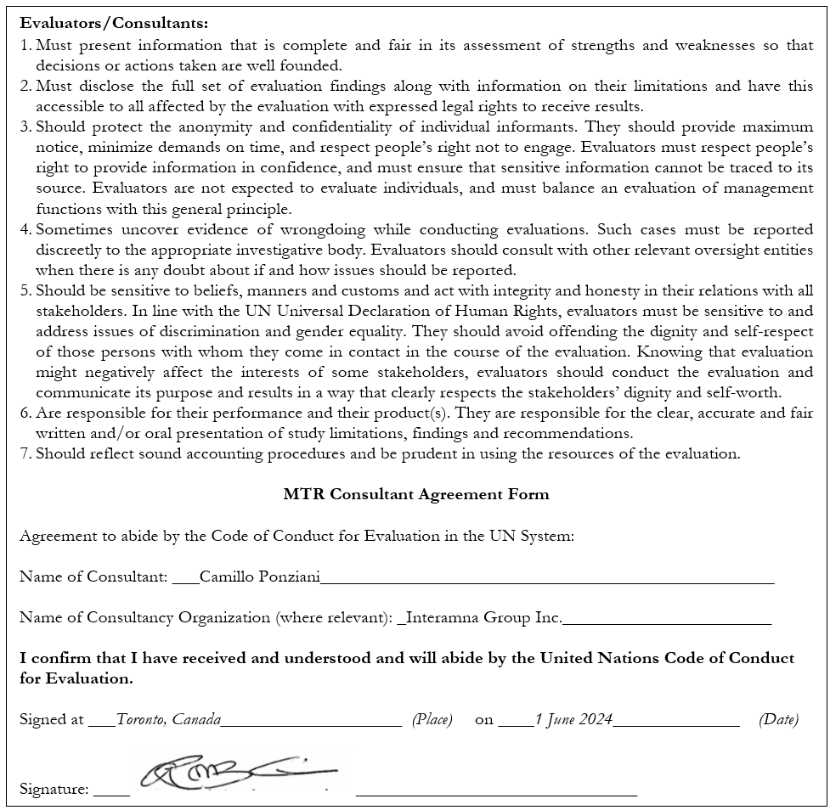 Evaluators/Consultants:
1. Must present information that is complete and fair in its assessment of strengths and weaknesses so that
decisions or actions taken are well founded.
2. Must disclose the full set of evaluation findings along with information on their limitations and have this
accessible to all affected by the evaluation with expressed legal rights to receive results.
3. Should protect the anonymity and confidentiality of individual informants. They should provide maximum
notice, minimize demands on time, and respect people's right not to engage. Evaluators must respect people's
right to provide information in confidence, and must ensure that sensitive information cannot be traced to its
source. Evaluators are not expected to evaluate individuals, and must balance an evaluation of management
functions with this general principle.
4. Sometimes uncover evidence of wrongdoing while conducting evaluations. Such cases must be reported
discreetly to the appropriate investigative body. Evaluators should consult with other relevant oversight entities
when there is any doubt about if and how issues should be reported.
5. Should be sensitive to beliefs, manners and customs and act with integrity and honesty in their relations with all
stakeholders. In line with the UN Universal Declaration of Human Rights, evaluators must be sensitive to and
address issues of discrimination and gender equality. They should avoid offending the dignity and self-respect
of those persons with whom they come in contact in the course of the evaluation. Knowing that evaluation
might negatively affect the interests of some stakeholders, evaluators should conduct the evaluation and
communicate its purpose and results in a way that clearly respects the stakeholders' dignity and self-worth.
6. Are responsible for their performance and their product(s). They are responsible for the clear, accurate and fair
written and/or oral presentation of study limitations, findings and recommendations.
7. Should reflect sound accounting procedures and be prudent in using the resources of the evaluation.
MTR Consultant Agreement Form
Agreement to abide by the Code of Conduct for Evaluation in the UN System:
Name of Consultant: ___Camillo Ponziani___
Name of Consultancy Organization (where relevant): _Interamna Group Inc.___
I confirm that I have received and understood and will abide by the United Nations Code of Conduct
for Evaluation.
Signed at ___Toronto, Canada___ (Place) on ____1 June 2024____ (Date)
Signature: ____